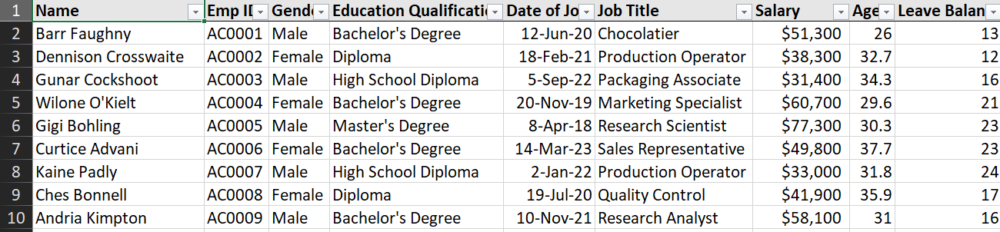 1 Name Emp ID Gende Education Qualificatio Date of Jo Job Title Salary Age Leave Balan
2 Barr Faughny AC0001 Male Bachelor's Degree 12-Jun-20 Chocolatier $51,300 26 13
3 Dennison Crosswaite AC0002 Female Diploma 18-Feb-21 Production Operator $38,300 32.7 12
4 Gunar Cockshoot AC0003 Male High School Diploma 5-Sep-22 Packaging Associate $31,400 34.3 16
5 Wilone O'Kielt AC0004 Female Bachelor's Degree 20-Nov-19 Marketing Specialist $60,700 29.6 21
6 Gigi Bohling AC0005 Male Master's Degree 8-Apr-18 Research Scientist $77,300 30.3 23
7 Curtice Advani AC0006 Female Bachelor's Degree 14-Mar-23 Sales Representative $49,800 37.7 23
8 Kaine Padly AC0007 Male High School Diploma 2-Jan-22 Production Operator $33,000 31.8 24
9 Ches Bonnell AC0008 Female Diploma 19-Jul-20 Quality Control $41,900 35.9 17
10 Andria Kimpton AC0009 Male Bachelor's Degree 10-Nov-21 Research Analyst $58,100 31 16